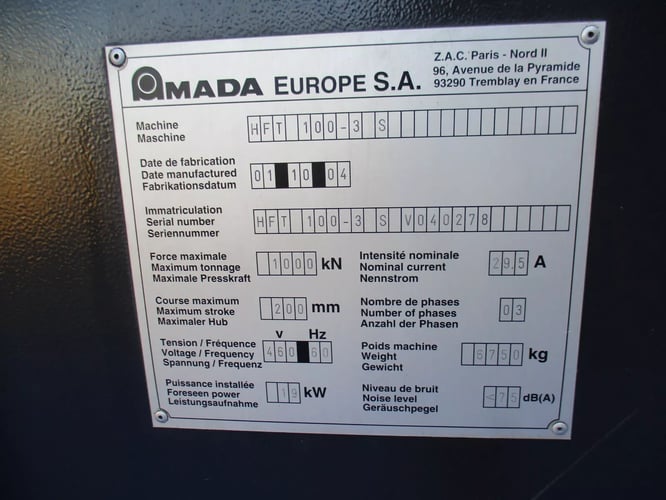 AMADA EUROPE S.A.
Z.A.C. Paris - Nord II
96, Avenue de la Pyramide
93290 Tremblay en France
Machine
Maschine
HFT 100-3 S
Date de fabrication
Date manufactured
Fabrikationsdatum
01 10 04
Immatriculation
Serial number
Seriennummer
HFT 100-3 S V040278
Force maximale
Maximum tonnage
Maximale Presskraft
1000 kN
Intensité nominale
Nominal current
Nennstrom
29.5 A
Course maximum
Maximum stroke
Maximaler Hub
200 mm
Nombre de phases
Number of phases
Anzahl der Phasen
03
V Hz
Tension / Fréquence
Voltage / Frequency
Spannung / Frequenz
460 60
Poids machine
Weight
Gewicht
6750 kg
Puissance installée
Foreseen power
Leistungsaufnahme
19 kW
Niveau de bruit
Noise level
Geräuschpegel
<75 dB(A)